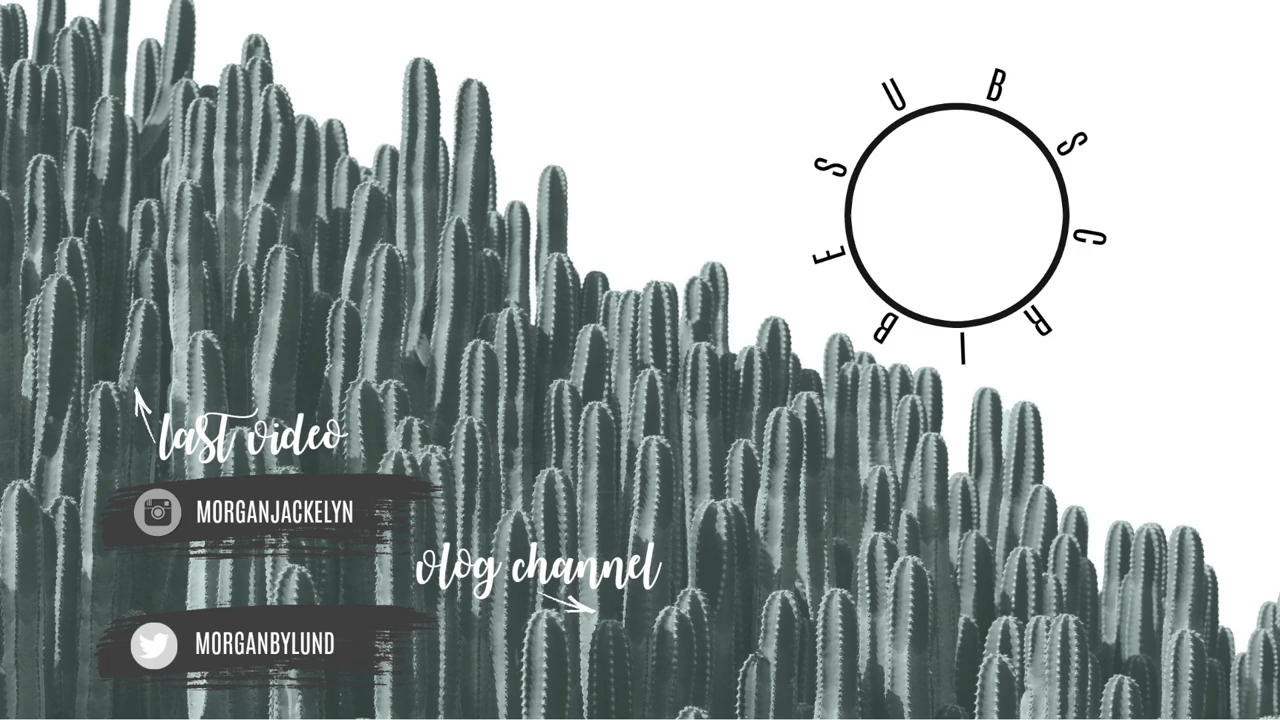 SUBSCRIBE
last video
MORGANJACKELYN
vlog channel
MORGANBYLUND